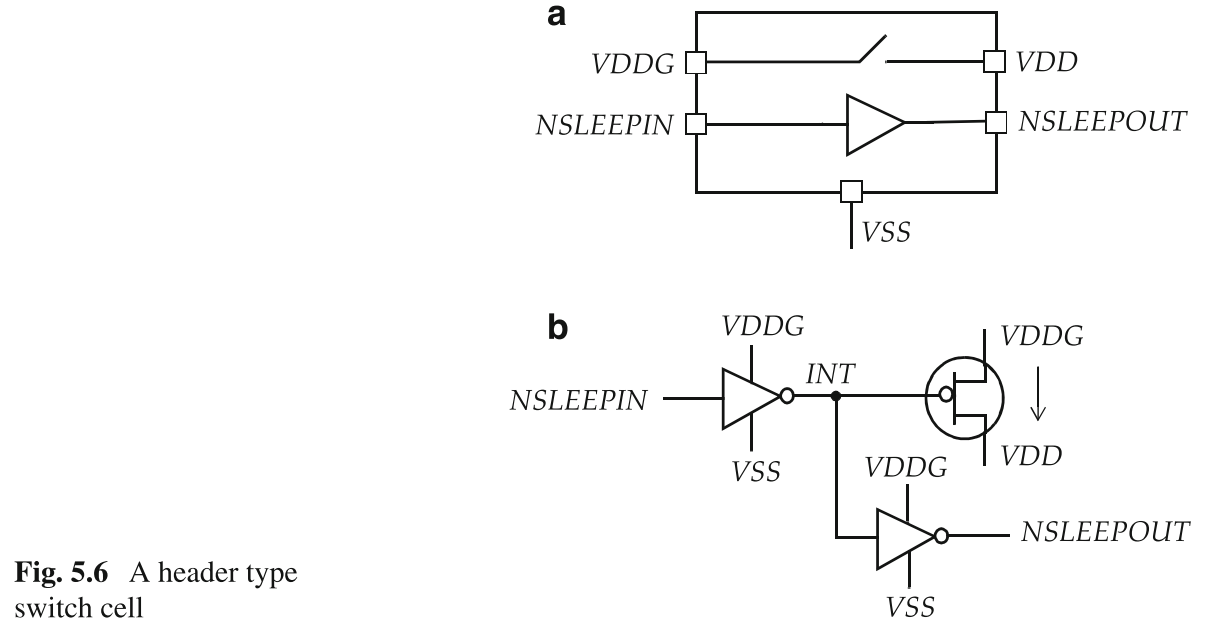 a
VDDG
VDD
NSLEEPIN
NSLEEPOUT
VSS
b
VDDG
VDDG
INT
NSLEEPIN
VDD
VSS
VDDG
NSLEEPOUT
VSS
Fig. 5.6 A header type
switch cell